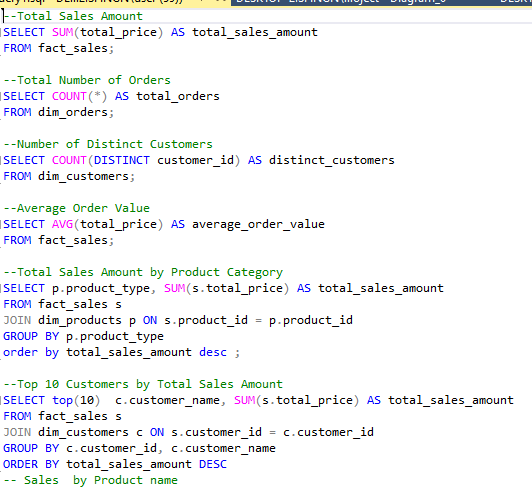 --Total Sales Amount
SELECT SUM(total_price) AS total_sales_amount
FROM fact_sales;
--Total Number of Orders
SELECT COUNT(*) AS total_orders
FROM dim_orders;
--Number of Distinct Customers
SELECT COUNT(DISTINCT customer_id) AS distinct_customers
FROM dim_customers;
--Average Order Value
SELECT AVG(total_price) AS average_order_value
FROM fact_sales;
--Total Sales Amount by Product Category
SELECT p.product_type, SUM(s.total_price) AS total_sales_amount
FROM fact_sales s
JOIN dim_products p ON s.product_id = p.product_id
GROUP BY p.product_type
order by total_sales_amount desc ;
--Top 10 Customers by Total Sales Amount
SELECT top(10)  c.customer_name, SUM(s.total_price) AS total_sales_amount
FROM fact_sales s
JOIN dim_customers c ON s.customer_id = c.customer_id
GROUP BY c.customer_id, c.customer_name
ORDER BY total_sales_amount DESC
-- Sales  by Product name